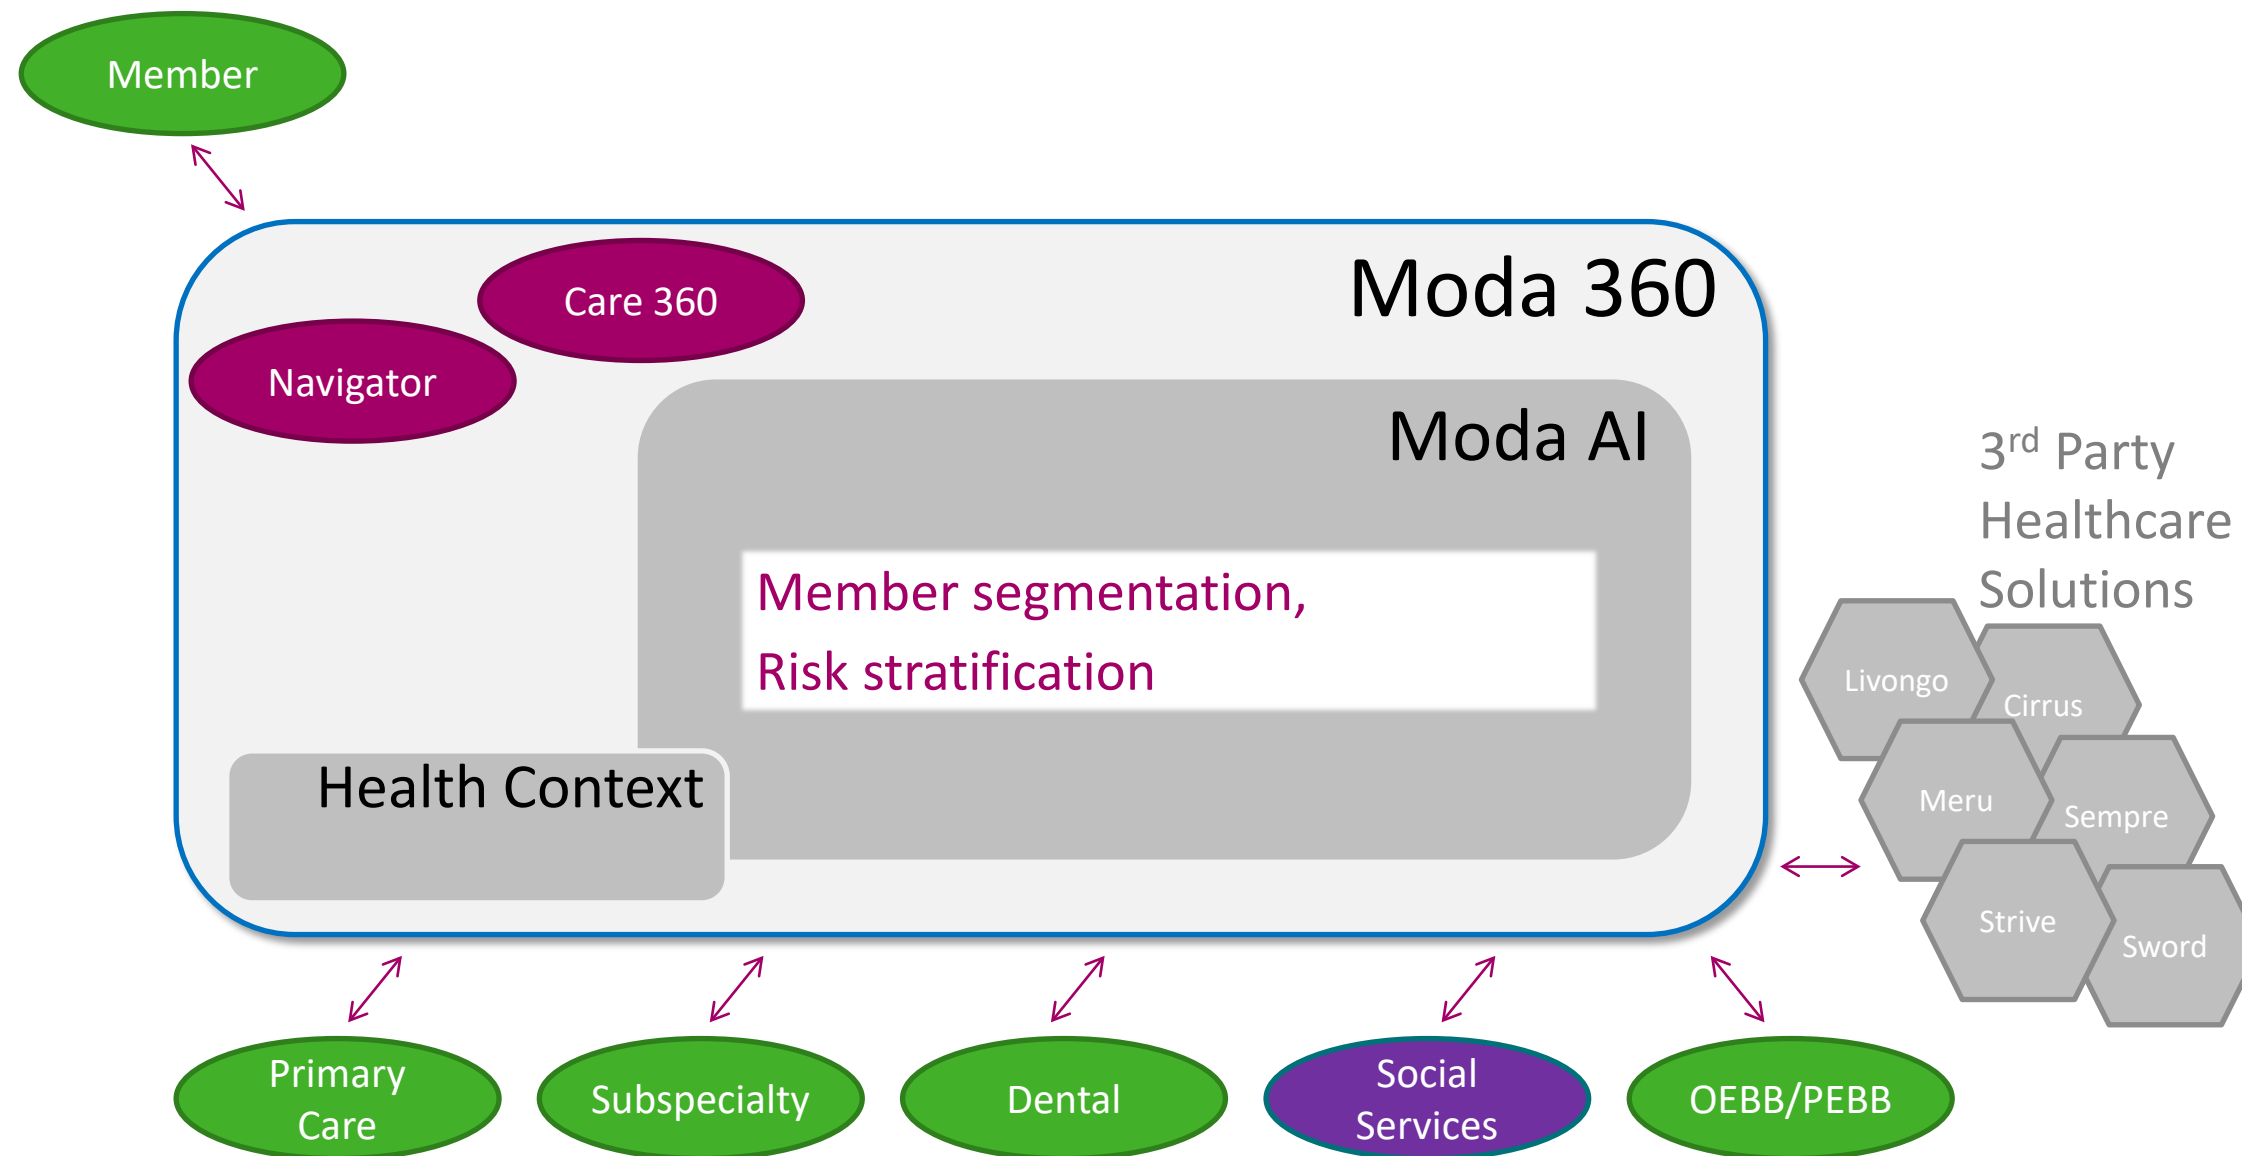 Member
Care 360
Moda 360
Navigator
Moda AI
3rd Party
Healthcare
Solutions
Member segmentation,
Risk stratification
Livongo
Cirrus
Health Context
Meru
Sempre
Strive
Sword
Primary
Care
Subspecialty
Dental
Social
Services
OEBB/PEBB